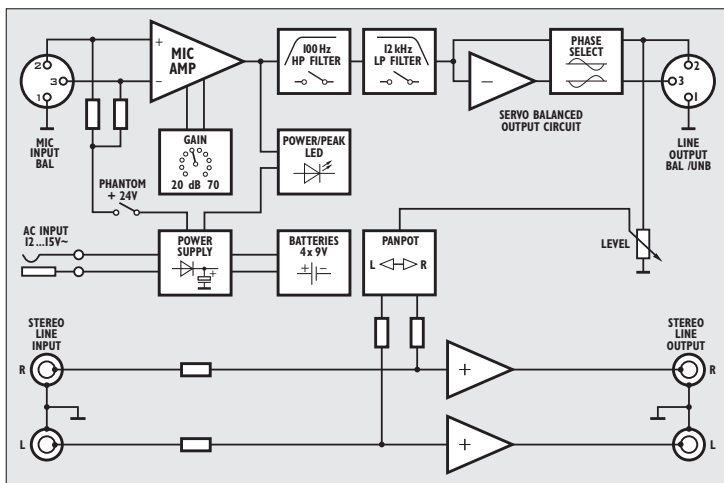 MIC
AMP
+
−
2
3
1
MIC
INPUT
BAL
100 Hz
HP FILTER
12 kHz
LP FILTER
−
SERVO BALANCED
OUTPUT CIRCUIT
PHASE
SELECT
2
3
1
LINE
OUTPUT
BAL /UNB
GAIN
20 dB 70
POWER/PEAK
LED
PHANTOM
+ 24V
AC INPUT
12 ...15V~
POWER
SUPPLY
+
BATTERIES
4 x 9V
+ −
PANPOT
L R
LEVEL
STEREO
LINE
INPUT
R
L
+
+
STEREO
LINE
OUTPUT
R
L